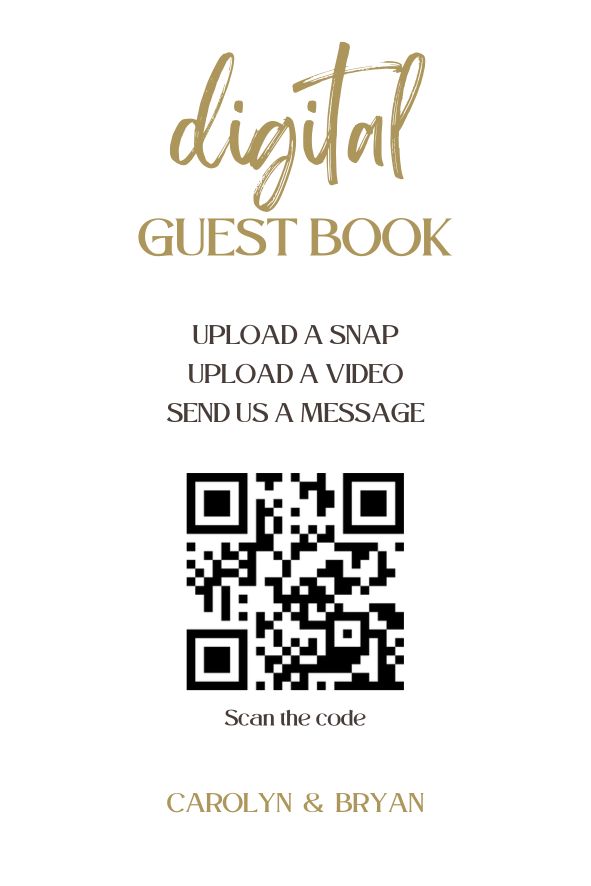 digital
GUEST BOOK
UPLOAD A SNAP
UPLOAD A VIDEO
SEND US A MESSAGE
Scan the code
CAROLYN & BRYAN